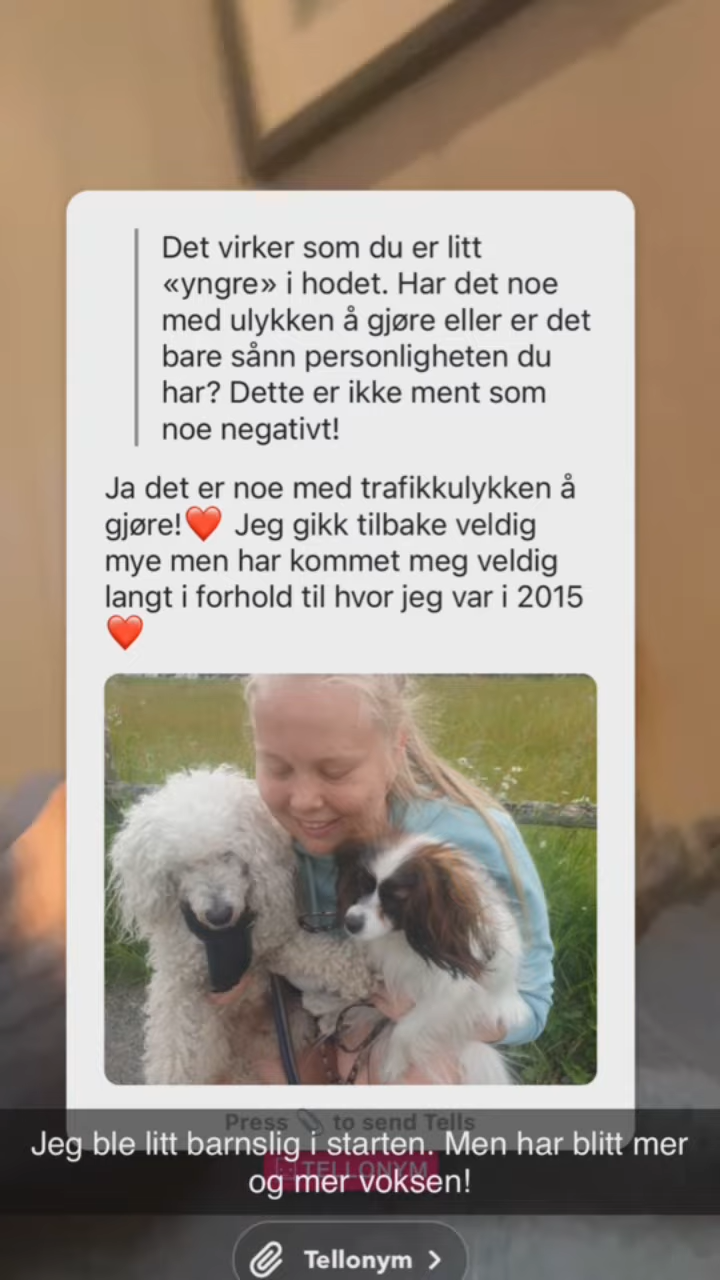 Det virker som du er litt
«yngre» i hodet. Har det noe
med ulykken å gjøre eller er det
bare sånn personligheten du
har? Dette er ikke ment som
noe negativt!
Ja det er noe med trafikkulykken å
gjøre!❤️ Jeg gikk tilbake veldig
mye men har kommet meg veldig
langt i forhold til hvor jeg var i 2015
❤️
Press 📎 to send Tells
Jeg ble litt barnslig i starten. Men har blitt mer
og mer voksen!
TELLONYM
Tellonym >